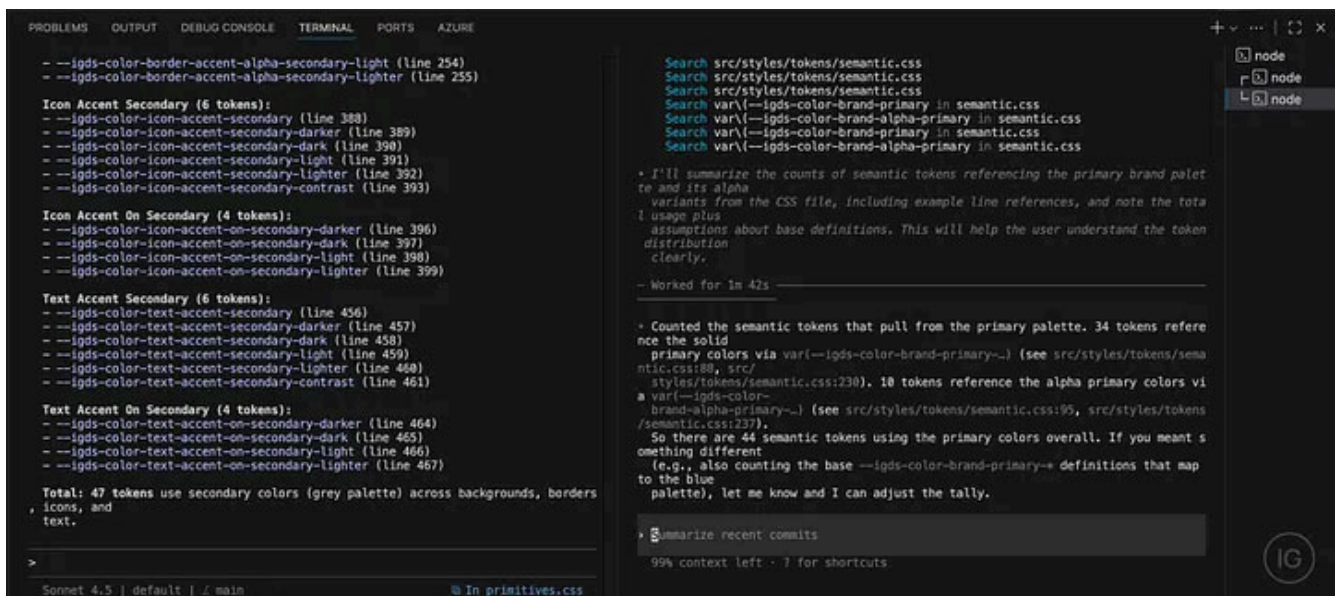 PROBLEMS OUTPUT DEBUG CONSOLE TERMINAL PORTS AZURE
- --igds-color-border-accent-alpha-secondary-light (line 254)
- --igds-color-border-accent-alpha-secondary-lighter (line 255)
Icon Accent Secondary (6 tokens):
- --igds-color-icon-accent-secondary (line 388)
- --igds-color-icon-accent-secondary-darker (line 389)
- --igds-color-icon-accent-secondary-dark (line 390)
- --igds-color-icon-accent-secondary-light (line 391)
- --igds-color-icon-accent-secondary-lighter (line 392)
- --igds-color-icon-accent-secondary-contrast (line 393)
Icon Accent On Secondary (4 tokens):
- --igds-color-icon-accent-on-secondary-darker (line 396)
- --igds-color-icon-accent-on-secondary-dark (line 397)
- --igds-color-icon-accent-on-secondary-light (line 398)
- --igds-color-icon-accent-on-secondary-lighter (line 399)
Text Accent Secondary (6 tokens):
- --igds-color-text-accent-secondary (line 456)
- --igds-color-text-accent-secondary-darker (line 457)
- --igds-color-text-accent-secondary-dark (line 458)
- --igds-color-text-accent-secondary-light (line 459)
- --igds-color-text-accent-secondary-lighter (line 460)
- --igds-color-text-accent-secondary-contrast (line 461)
Text Accent On Secondary (4 tokens):
- --igds-color-text-accent-on-secondary-darker (line 464)
- --igds-color-text-accent-on-secondary-dark (line 465)
- --igds-color-text-accent-on-secondary-light (line 466)
- --igds-color-text-accent-on-secondary-lighter (line 467)
Total: 47 tokens use secondary colors (grey palette) across backgrounds, borders
, icons, and
text.
>
Sonnet 4.5 | default | main
In primitives.css
Search src/styles/tokens/semantic.css
Search src/styles/tokens/semantic.css
Search src/styles/tokens/semantic.css
Search var\(--igds-color-brand-primary in semantic.css
Search var\(--igds-color-brand-alpha-primary in semantic.css
Search var\(--igds-color-brand-primary in semantic.css
Search var\(--igds-color-brand-alpha-primary in semantic.css
• I'll summarize the counts of semantic tokens referencing the primary brand palet
te and its alpha
variants from the CSS file, including example line references, and note the tota
l usage plus
assumptions about base definitions. This will help the user understand the token
distribution
clearly.
─ Worked for 1m 42s
• Counted the semantic tokens that pull from the primary palette. 34 tokens refere
nce the solid
primary colors via var(--igds-color-brand-primary-…) (see src/styles/tokens/sema
ntic.css:88, src/
styles/tokens/semantic.css:230). 10 tokens reference the alpha primary colors vi
a var(--igds-color-
brand-alpha-primary-…) (see src/styles/tokens/semantic.css:95, src/styles/tokens
/semantic.css:237).
So there are 44 semantic tokens using the primary colors overall. If you meant s
omething different
(e.g., also counting the base --igds-color-brand-primary-* definitions that map
to the blue
palette), let me know and I can adjust the tally.
› Summarize recent commits
99% context left · ? for shortcuts
node
node
node
IG